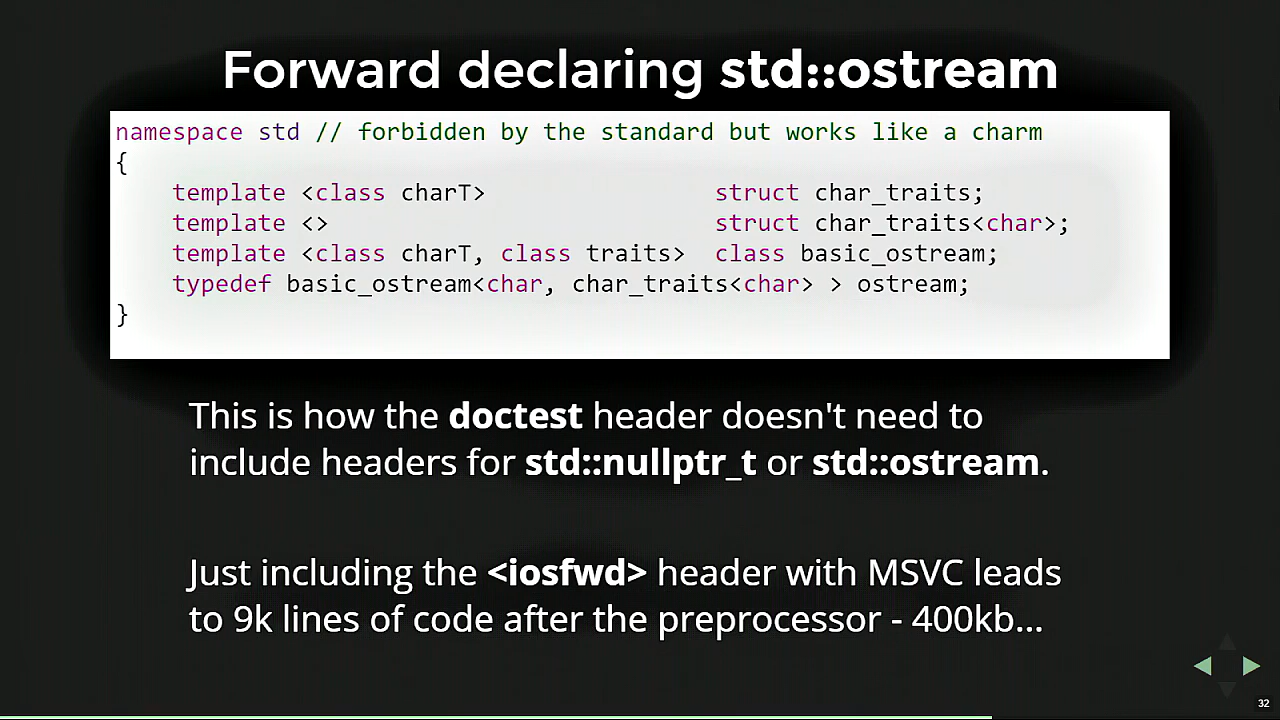 Forward declaring std::ostream
namespace std // forbidden by the standard but works like a charm
{
    template <class charT>                struct char_traits;
    template <>                           struct char_traits<char>;
    template <class charT, class traits>  class basic_ostream;
    typedef basic_ostream<char, char_traits<char> > ostream;
}
This is how the doctest header doesn't need to
include headers for std::nullptr_t or std::ostream.
Just including the <iosfwd> header with MSVC leads
to 9k lines of code after the preprocessor - 400kb...
32